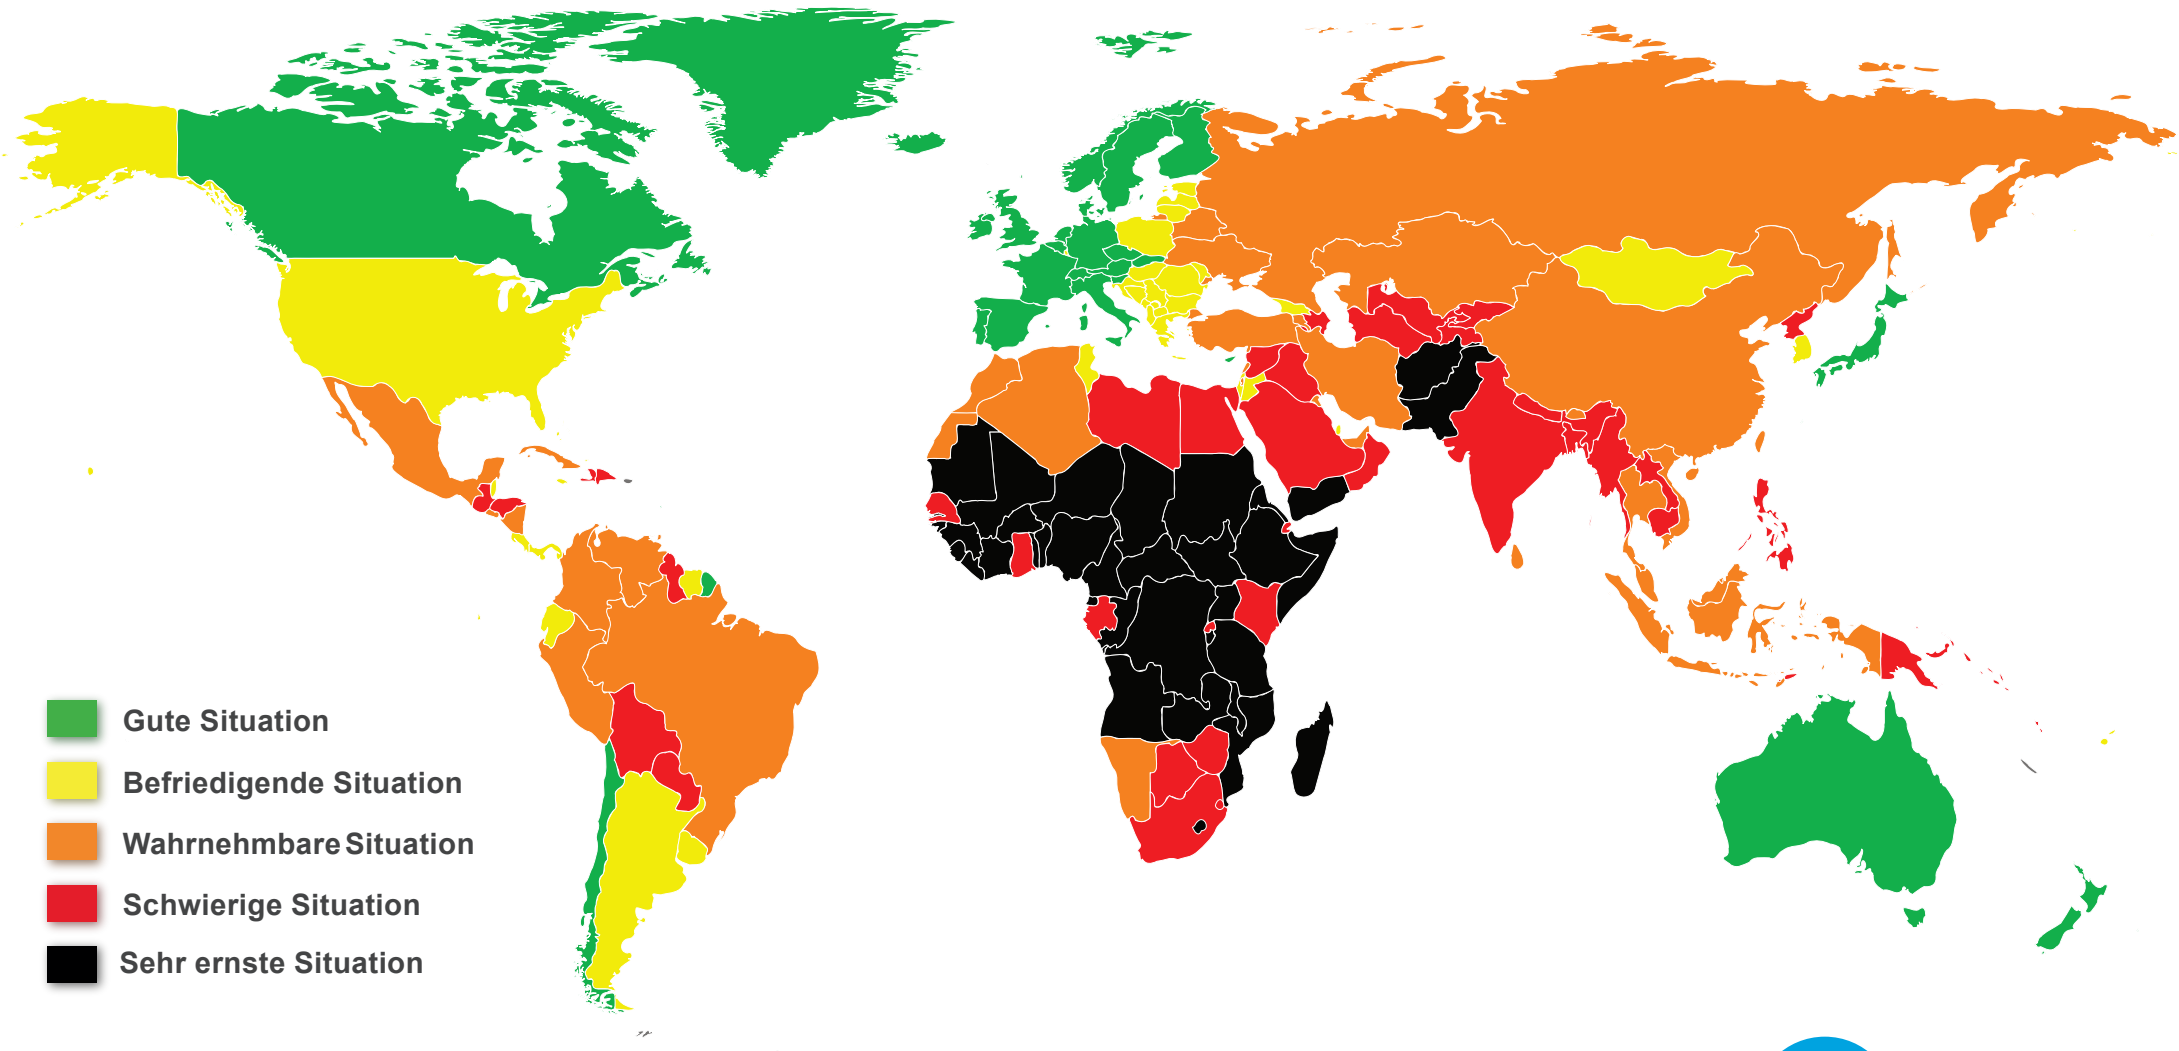 Gute Situation
Befriedigende Situation
Wahrnehmbare Situation
Schwierige Situation
Sehr ernste Situation